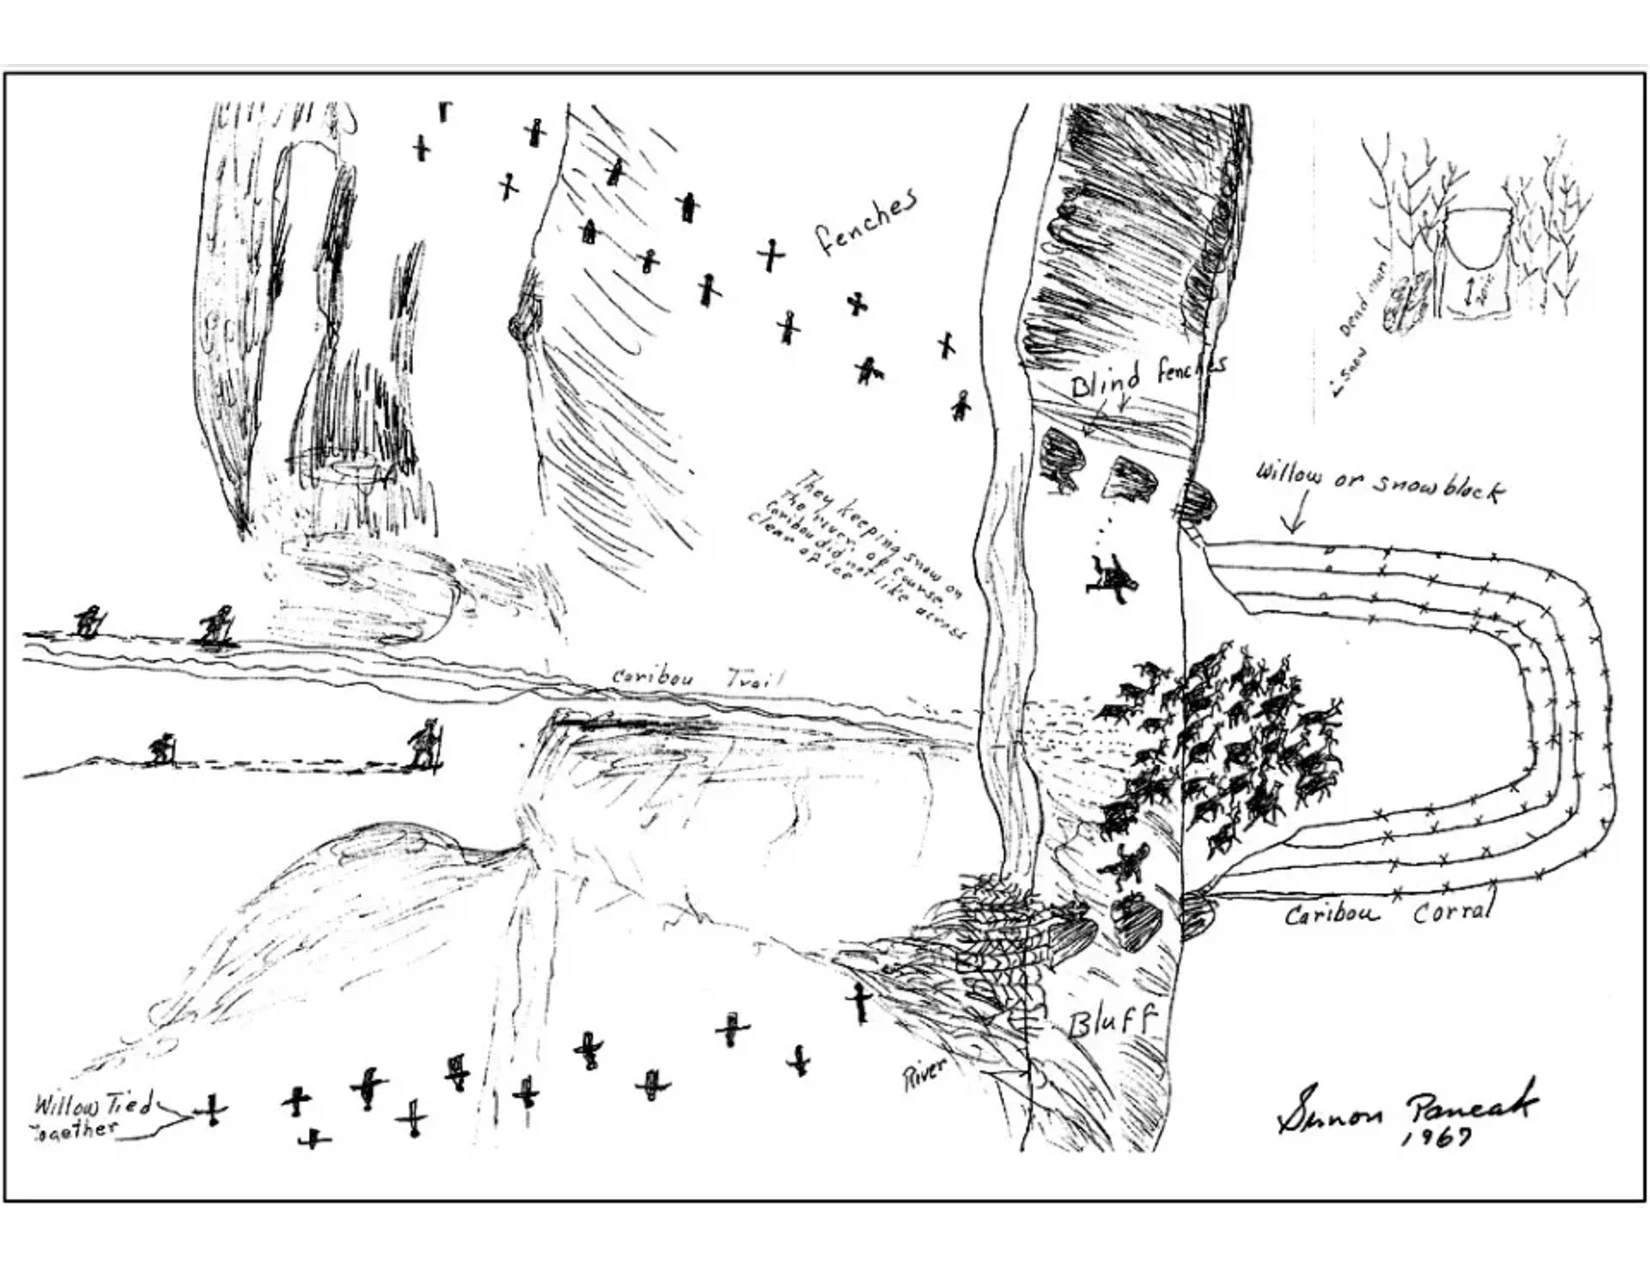 fenches
Blind fenches
Dead man
Snow
Willow or snow block
They keeping snow on
the river, of course.
Caribou did not like across
clear of ice
Caribou Trail
Caribou Corral
Bluff
River
Willow Tied
Together
Simon Paneak
1967